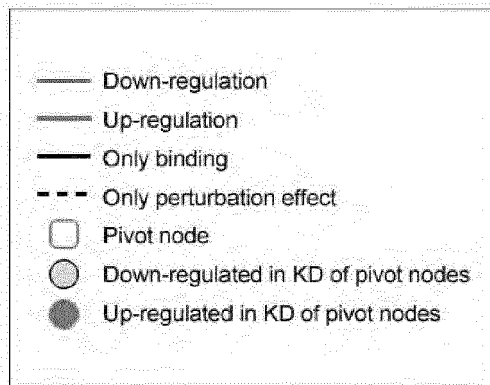 Down-regulation
Up-regulation
Only binding
Only perturbation effect
Pivot node
Down-regulated in KD of pivot nodes
Up-regulated in KD of pivot nodes